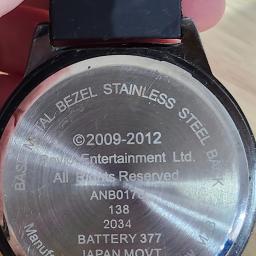 BASE METAL BEZEL STAINLESS STEEL BACK
©2009-2012
Entertainment Ltd.
All Rights Reserved
138
2034
BATTERY 377
JAPAN MOVT